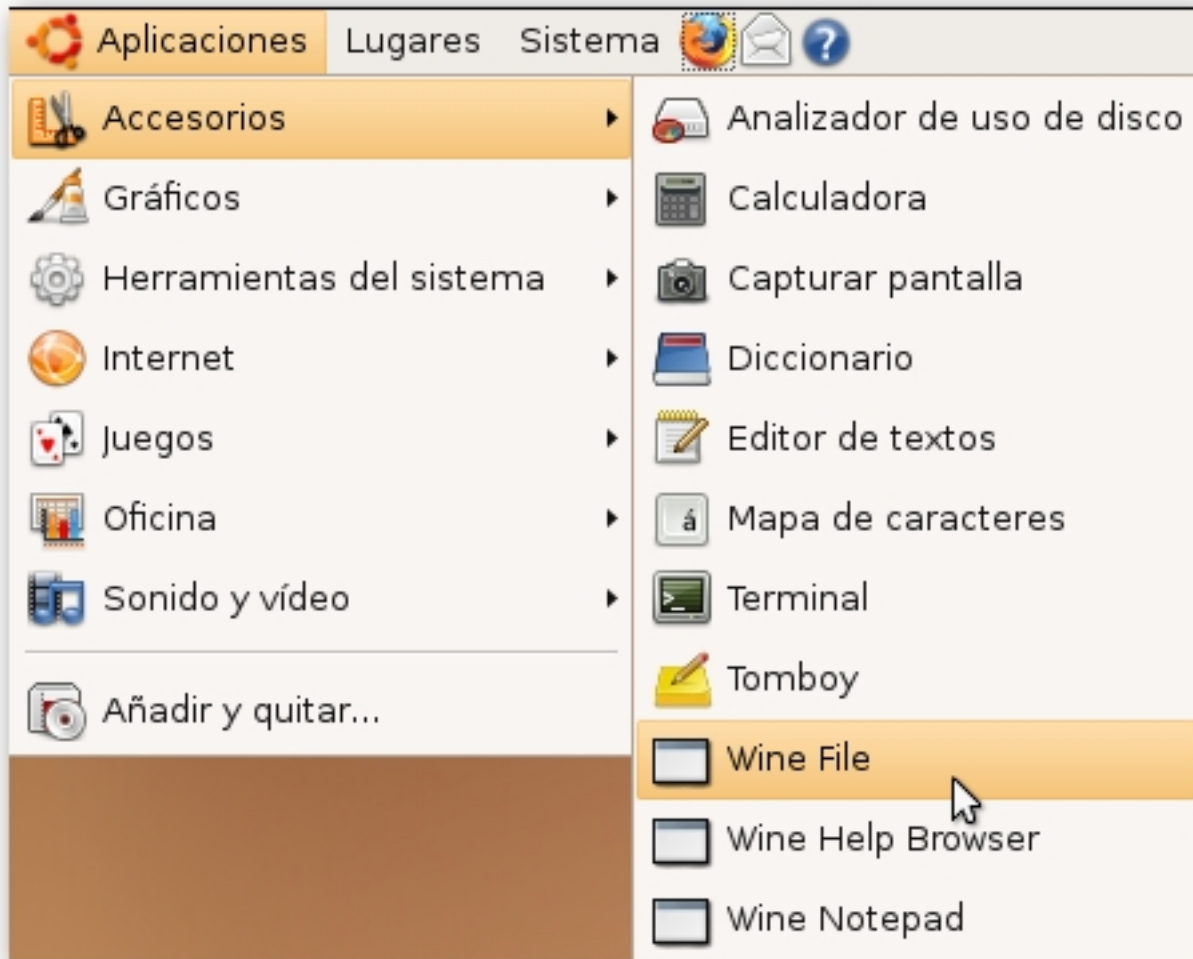 Aplicaciones Lugares Sistema ?
Accesorios
Gráficos
Herramientas del sistema
Internet
Juegos
Oficina
Sonido y vídeo
Añadir y quitar...
Analizador de uso de disco
Calculadora
Capturar pantalla
Diccionario
Editor de textos
á Mapa de caracteres
>_ Terminal
Tomboy
Wine File
Wine Help Browser
Wine Notepad